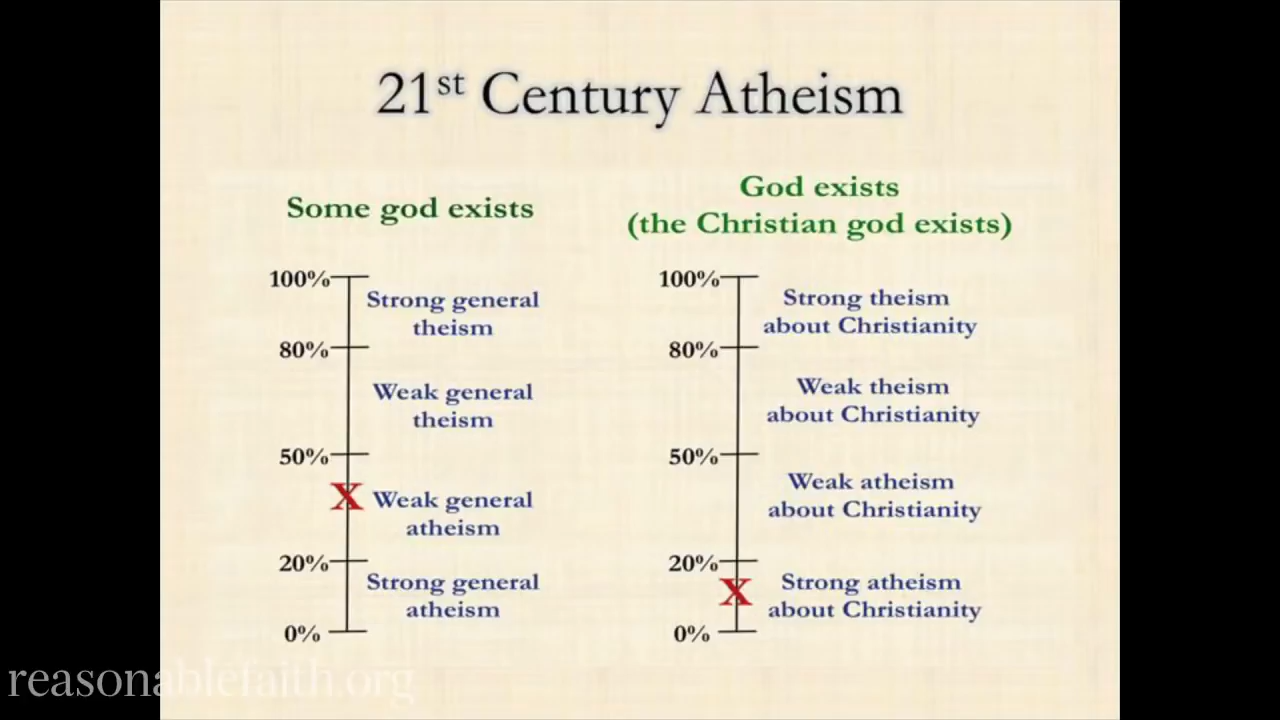 21st Century Atheism
Some god exists
100%
Strong general
theism
80%
Weak general
theism
50%
X
Weak general
atheism
20%
Strong general
atheism
0%
God exists
(the Christian god exists)
100%
Strong theism
about Christianity
80%
Weak theism
about Christianity
50%
Weak atheism
about Christianity
20%
X
Strong atheism
about Christianity
0%
reasonablefaith.org